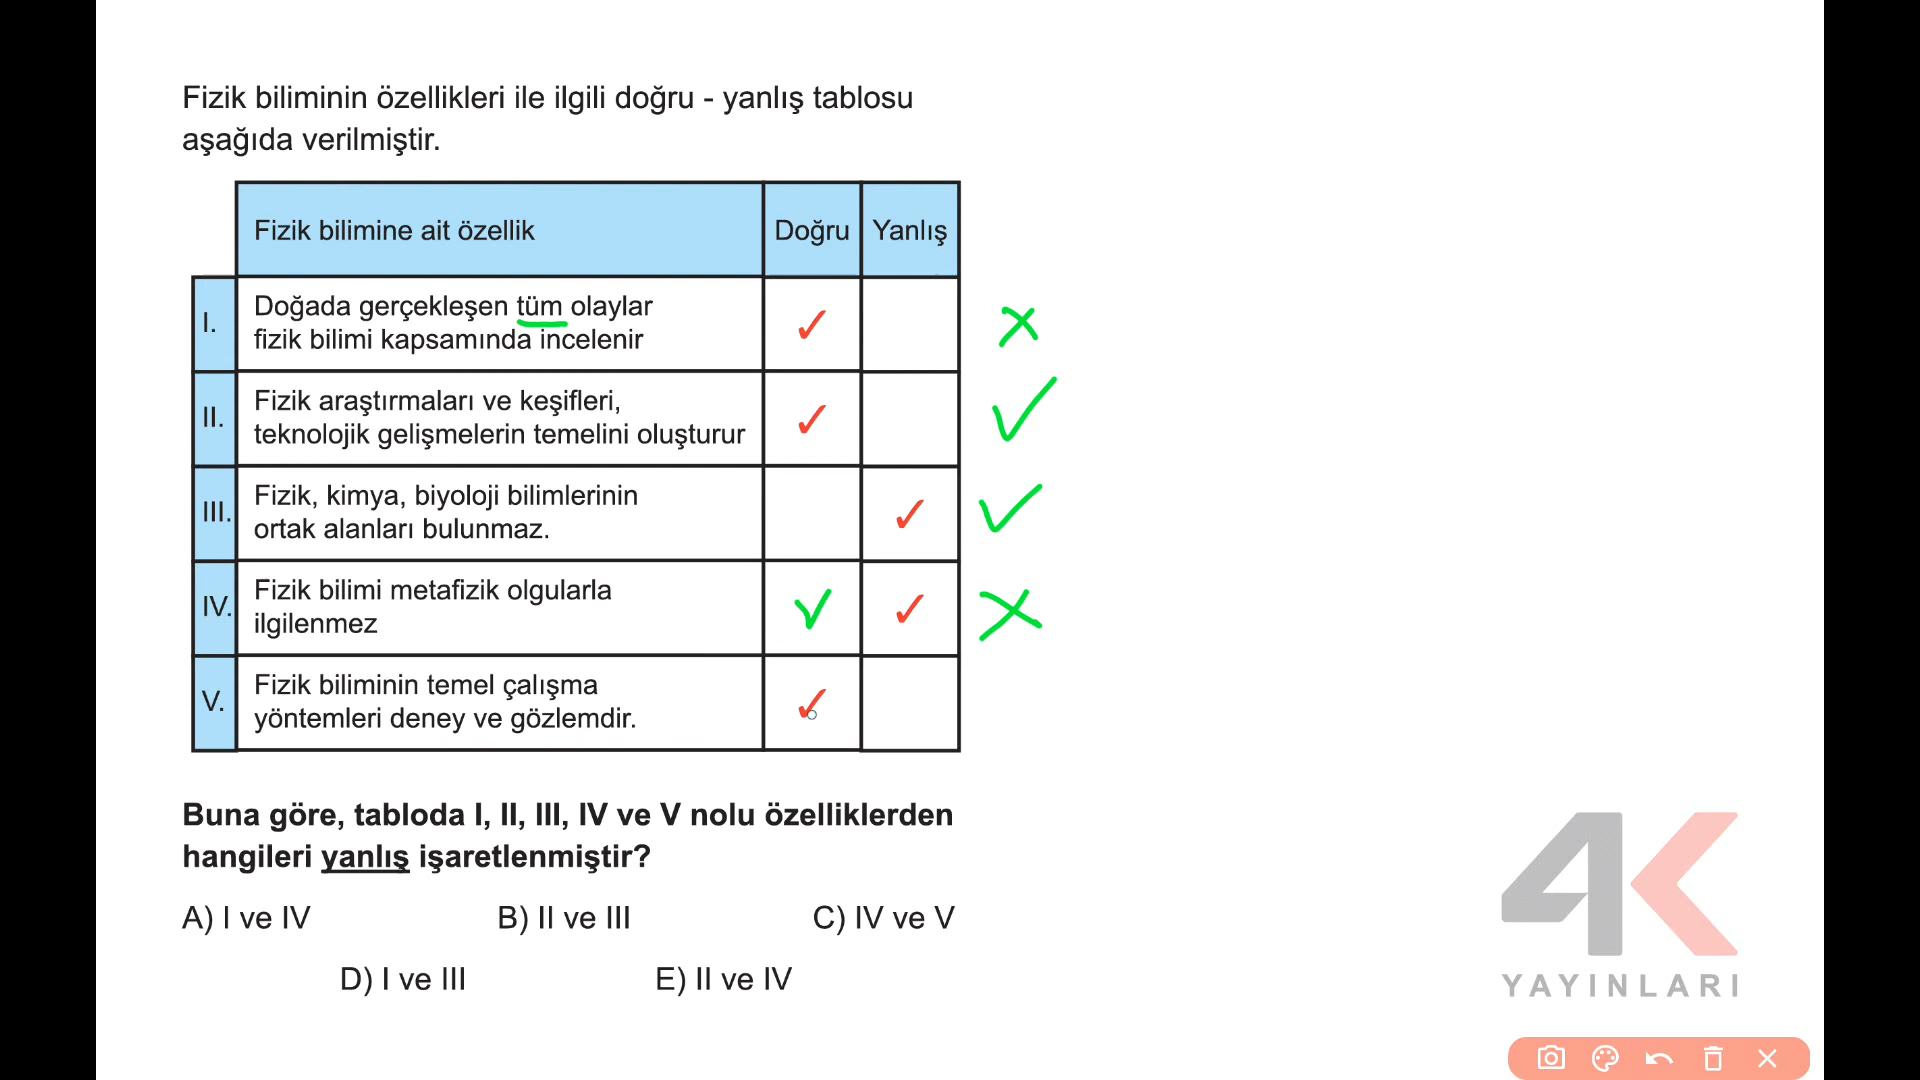 Fizik biliminin özellikleri ile ilgili doğru - yanlış tablosu
aşağıda verilmiştir.
Fizik bilimine ait özellik Doğru Yanlış
I. Doğada gerçekleşen tüm olaylar
fizik bilimi kapsamında incelenir
✓
II. Fizik araştırmaları ve keşifleri,
teknolojik gelişmelerin temelini oluşturur
✓
III. Fizik, kimya, biyoloji bilimlerinin
ortak alanları bulunmaz.
✓
IV. Fizik bilimi metafizik olgularla
ilgilenmez
✓ ✓
V. Fizik biliminin temel çalışma
yöntemleri deney ve gözlemdir.
✓
Buna göre, tabloda I, II, III, IV ve V nolu özelliklerden
hangileri yanlış işaretlenmiştir?
A) I ve IV B) II ve III C) IV ve V
D) I ve III E) II ve IV
4K
YAYINLARI